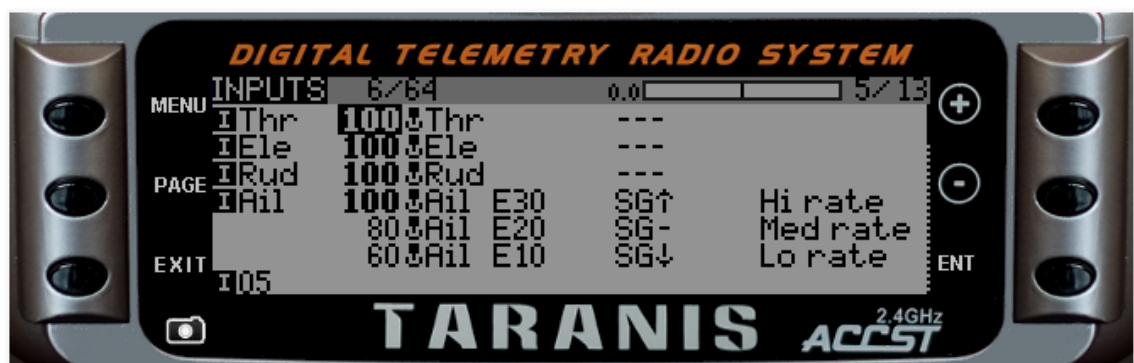 DIGITAL TELEMETRY RADIO SYSTEM
MENU
INPUTS 6/64 0.0 5/13
IThr 100 Thr ---
IEle 100 Ele ---
PAGE
IRud 100 Rud ---
IAil 100 Ail E30 SG↑ Hi rate
80 Ail E20 SG- Med rate
60 Ail E10 SG↓ Lo rate
EXIT
I05
+
-
ENT
TARANIS
2.4GHz
ACCST